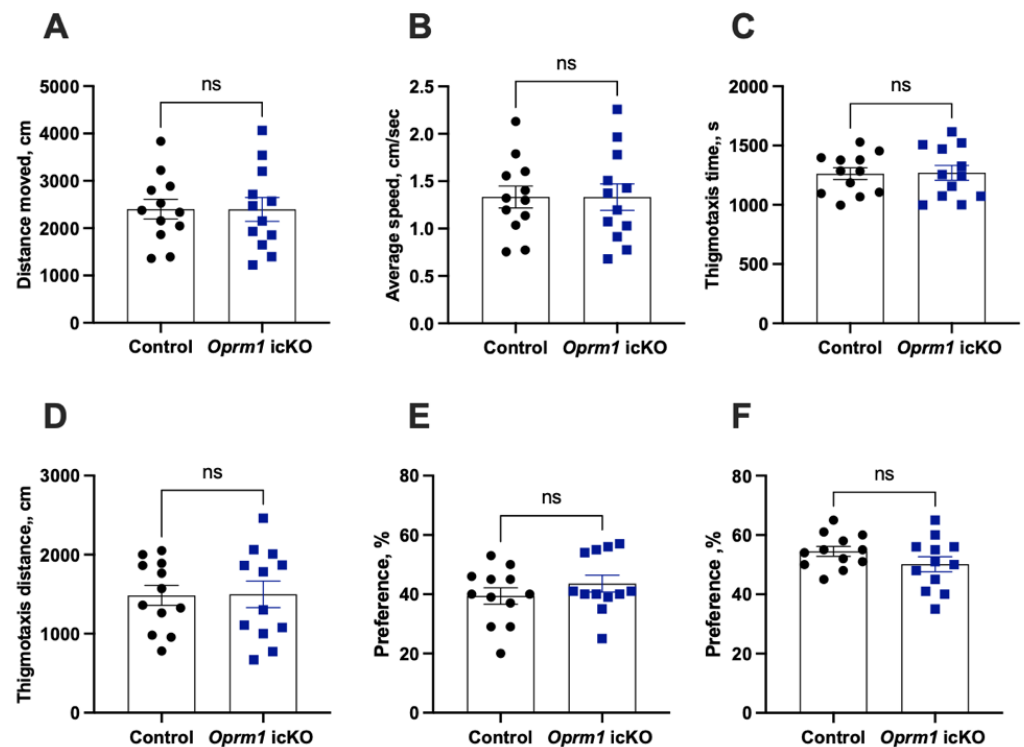 A
B
C
ns
ns
ns
5000
4000
3000
2000
1000
0
Distance moved, cm
Control
Oprm1 icKO
2.5
2.0
1.5
1.0
0.5
0.0
Average speed, cm/sec
Control
Oprm1 icKO
2000
1500
1000
500
0
Thigmotaxis time,, s
Control
Oprm1 icKO
D
E
F
ns
ns
ns
3000
2000
1000
0
Thigmotaxis distance,, cm
Control
Oprm1 icKO
80
60
40
20
0
Preference, %
Control
Oprm1 icKO
80
60
40
20
0
Preference ,%
Control
Oprm1 icKO